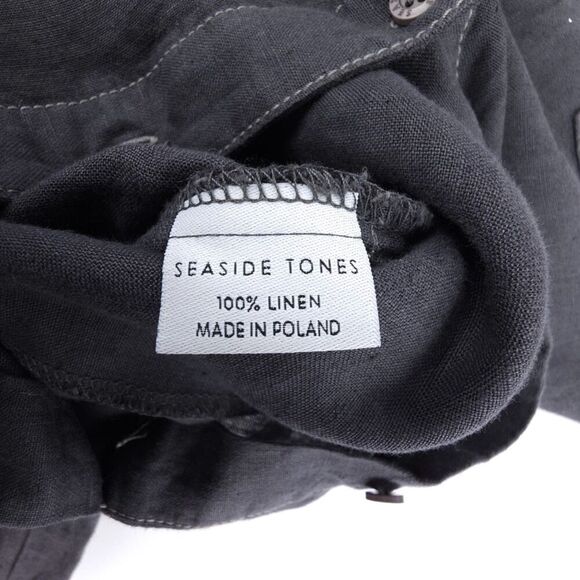 SEASIDE TONES
100% LINEN
MADE IN POLAND